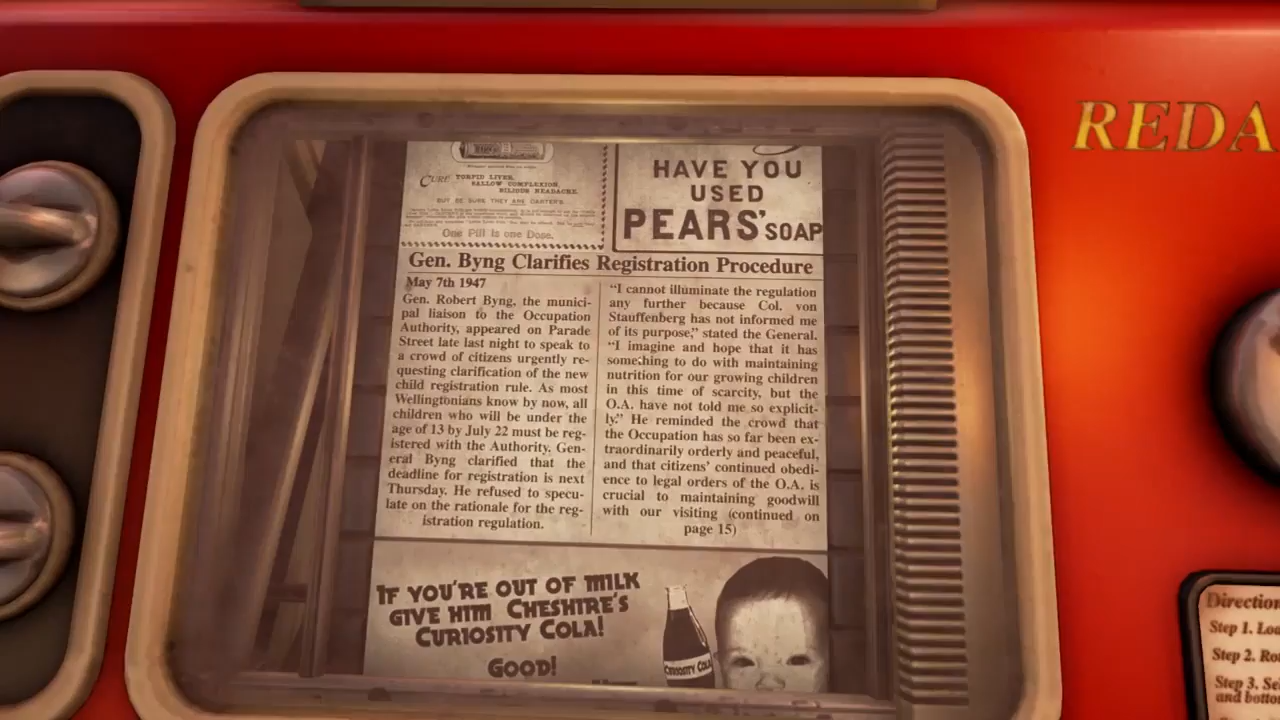 CURE TORPID LIVER,
SALLOW COMPLEXION,
BILIOUS HEADACHE.
BUT BE SURE THEY ARE CARTER'S
One Pill is one Dose.
HAVE YOU
USED
PEARS' SOAP
Gen. Byng Clarifies Registration Procedure
May 7th 1947
Gen. Robert Byng, the munici-
pal liaison to the Occupation
Authority, appeared on Parade
Street late last night to speak to
a crowd of citizens urgently re-
questing clarification of the new
child registration rule. As most
Wellingtonians know by now, all
children who will be under the
age of 13 by July 22 must be reg-
istered with the Authority, Gen-
eral Byng clarified that the
deadline for registration is next
Thursday. He refused to specu-
late on the rationale for the reg-
istration regulation.
"I cannot illuminate the regulation
any further because Col. von
Stauffenberg has not informed me
of its purpose," stated the General.
"I imagine and hope that it has
something to do with maintaining
nutrition for our growing children
in this time of scarcity, but the
O.A. have not told me so explicit-
ly." He reminded the crowd that
the Occupation has so far been ex-
traordinarily orderly and peaceful,
and that citizens' continued obedi-
ence to legal orders of the O.A. is
crucial to maintaining goodwill
with our visiting (continued on
page 15)
IF YOU'RE OUT OF MILK
GIVE HIM CHESHIRE'S
CURIOSITY COLA!
GOOD!
CURIOSITY COLA
REDA
Direction
Step 1. Loa
Step 2. Ro
Step 3. Sel
and botto